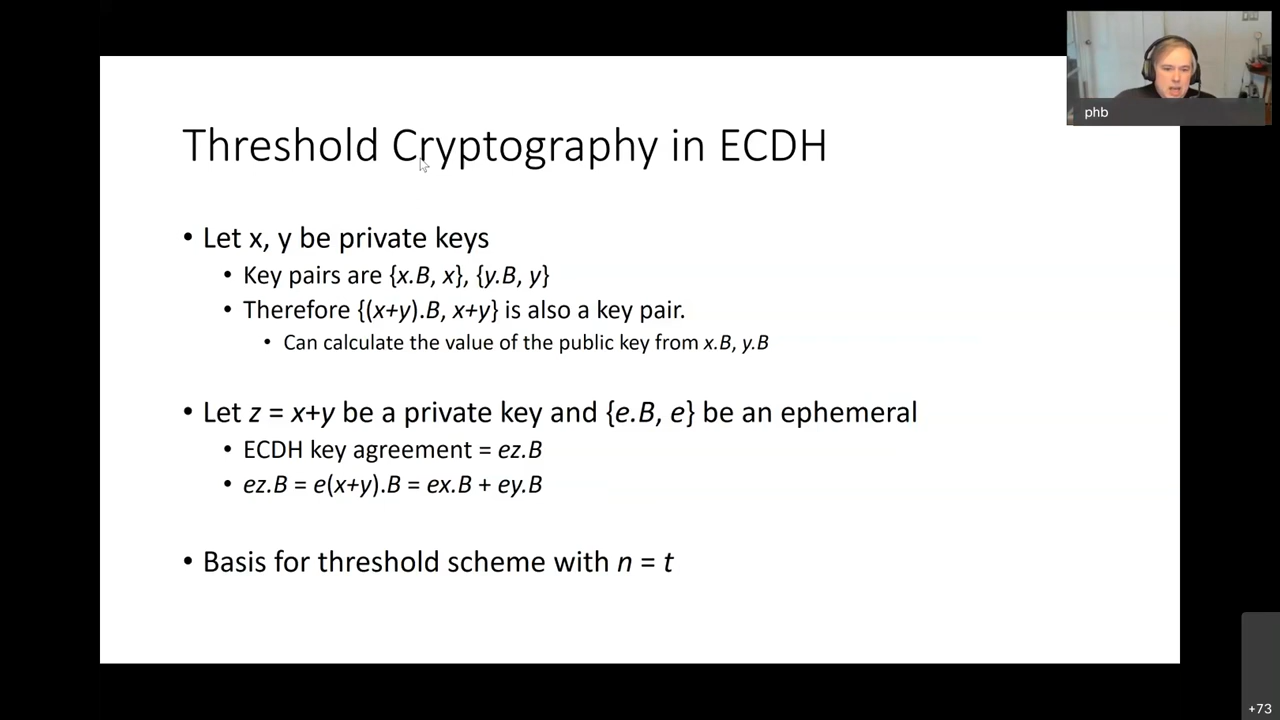 phb
Threshold Cryptography in ECDH
• Let x, y be private keys
• Key pairs are {x.B, x}, {y.B, y}
• Therefore {(x+y).B, x+y} is also a key pair.
• Can calculate the value of the public key from x.B, y.B
• Let z = x+y be a private key and {e.B, e} be an ephemeral
• ECDH key agreement = ez.B
• ez.B = e(x+y).B = ex.B + ey.B
• Basis for threshold scheme with n = t
+73